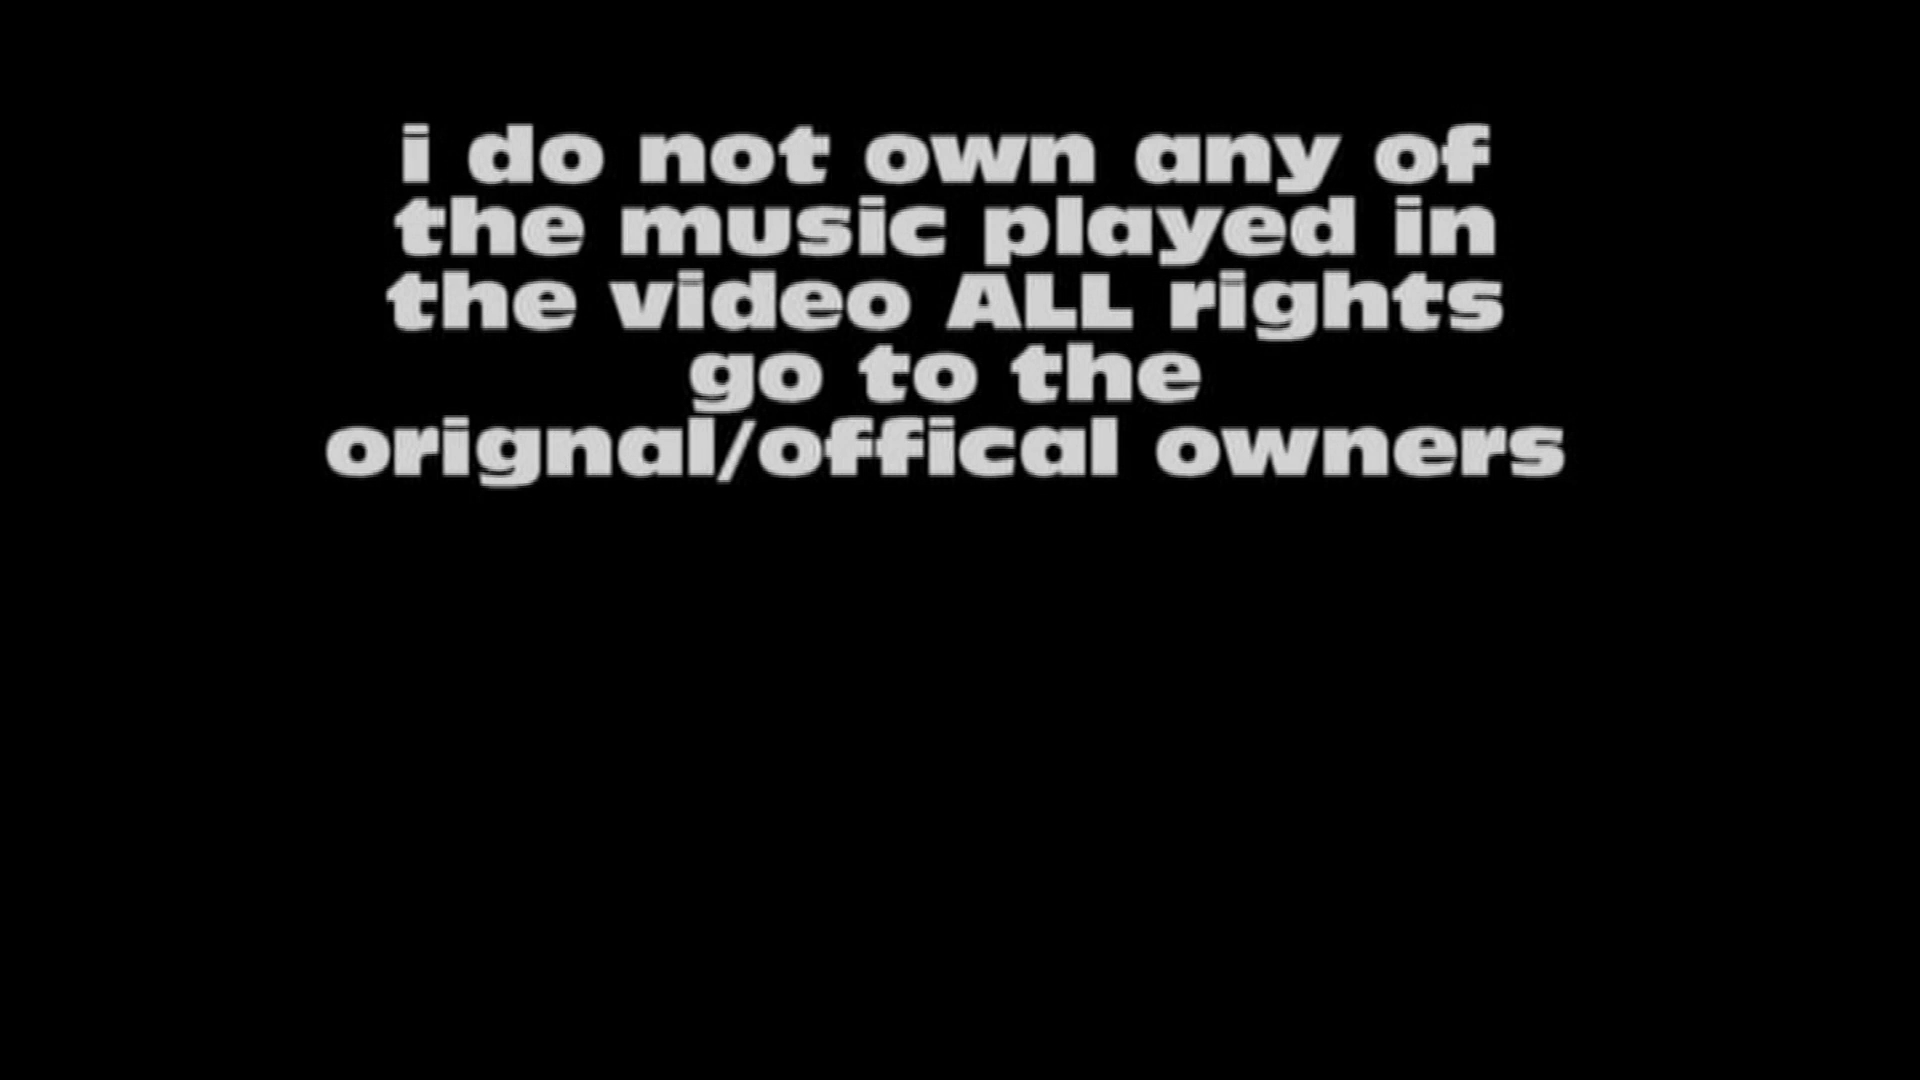 i do not own any of
the music played in
the video ALL rights
go to the
orignal/offical owners